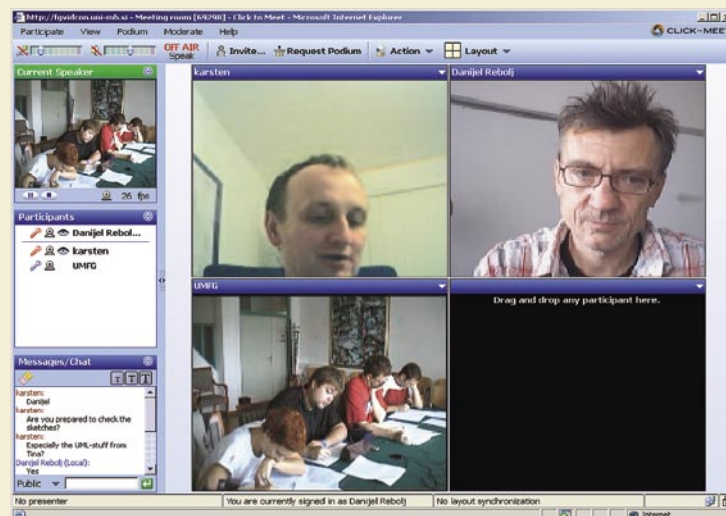 http://fgvidcon.uni-mb.si - Meeting room [69298] - Click to Meet - Microsoft Internet Explorer
Participate View Podium Moderate Help
CLICK-MEET
OFF AIR
Speak
Invite... Request Podium Action Layout
Current Speaker
26 fps
Participants
Danijel Rebol...
karsten
UMFG
Messages/Chat
T T T
karsten:
Danijel
karsten:
Are you prepared to check the
sketches?
karsten:
Especially the UML-stuff from
Tina?
Danijel Rebolj (Local):
Yes
Public
karsten
Danijel Rebolj
UMFG
Drag and drop any participant here.
No presenter
You are currently signed in as Danijel Rebolj
No layout synchronization
Internet